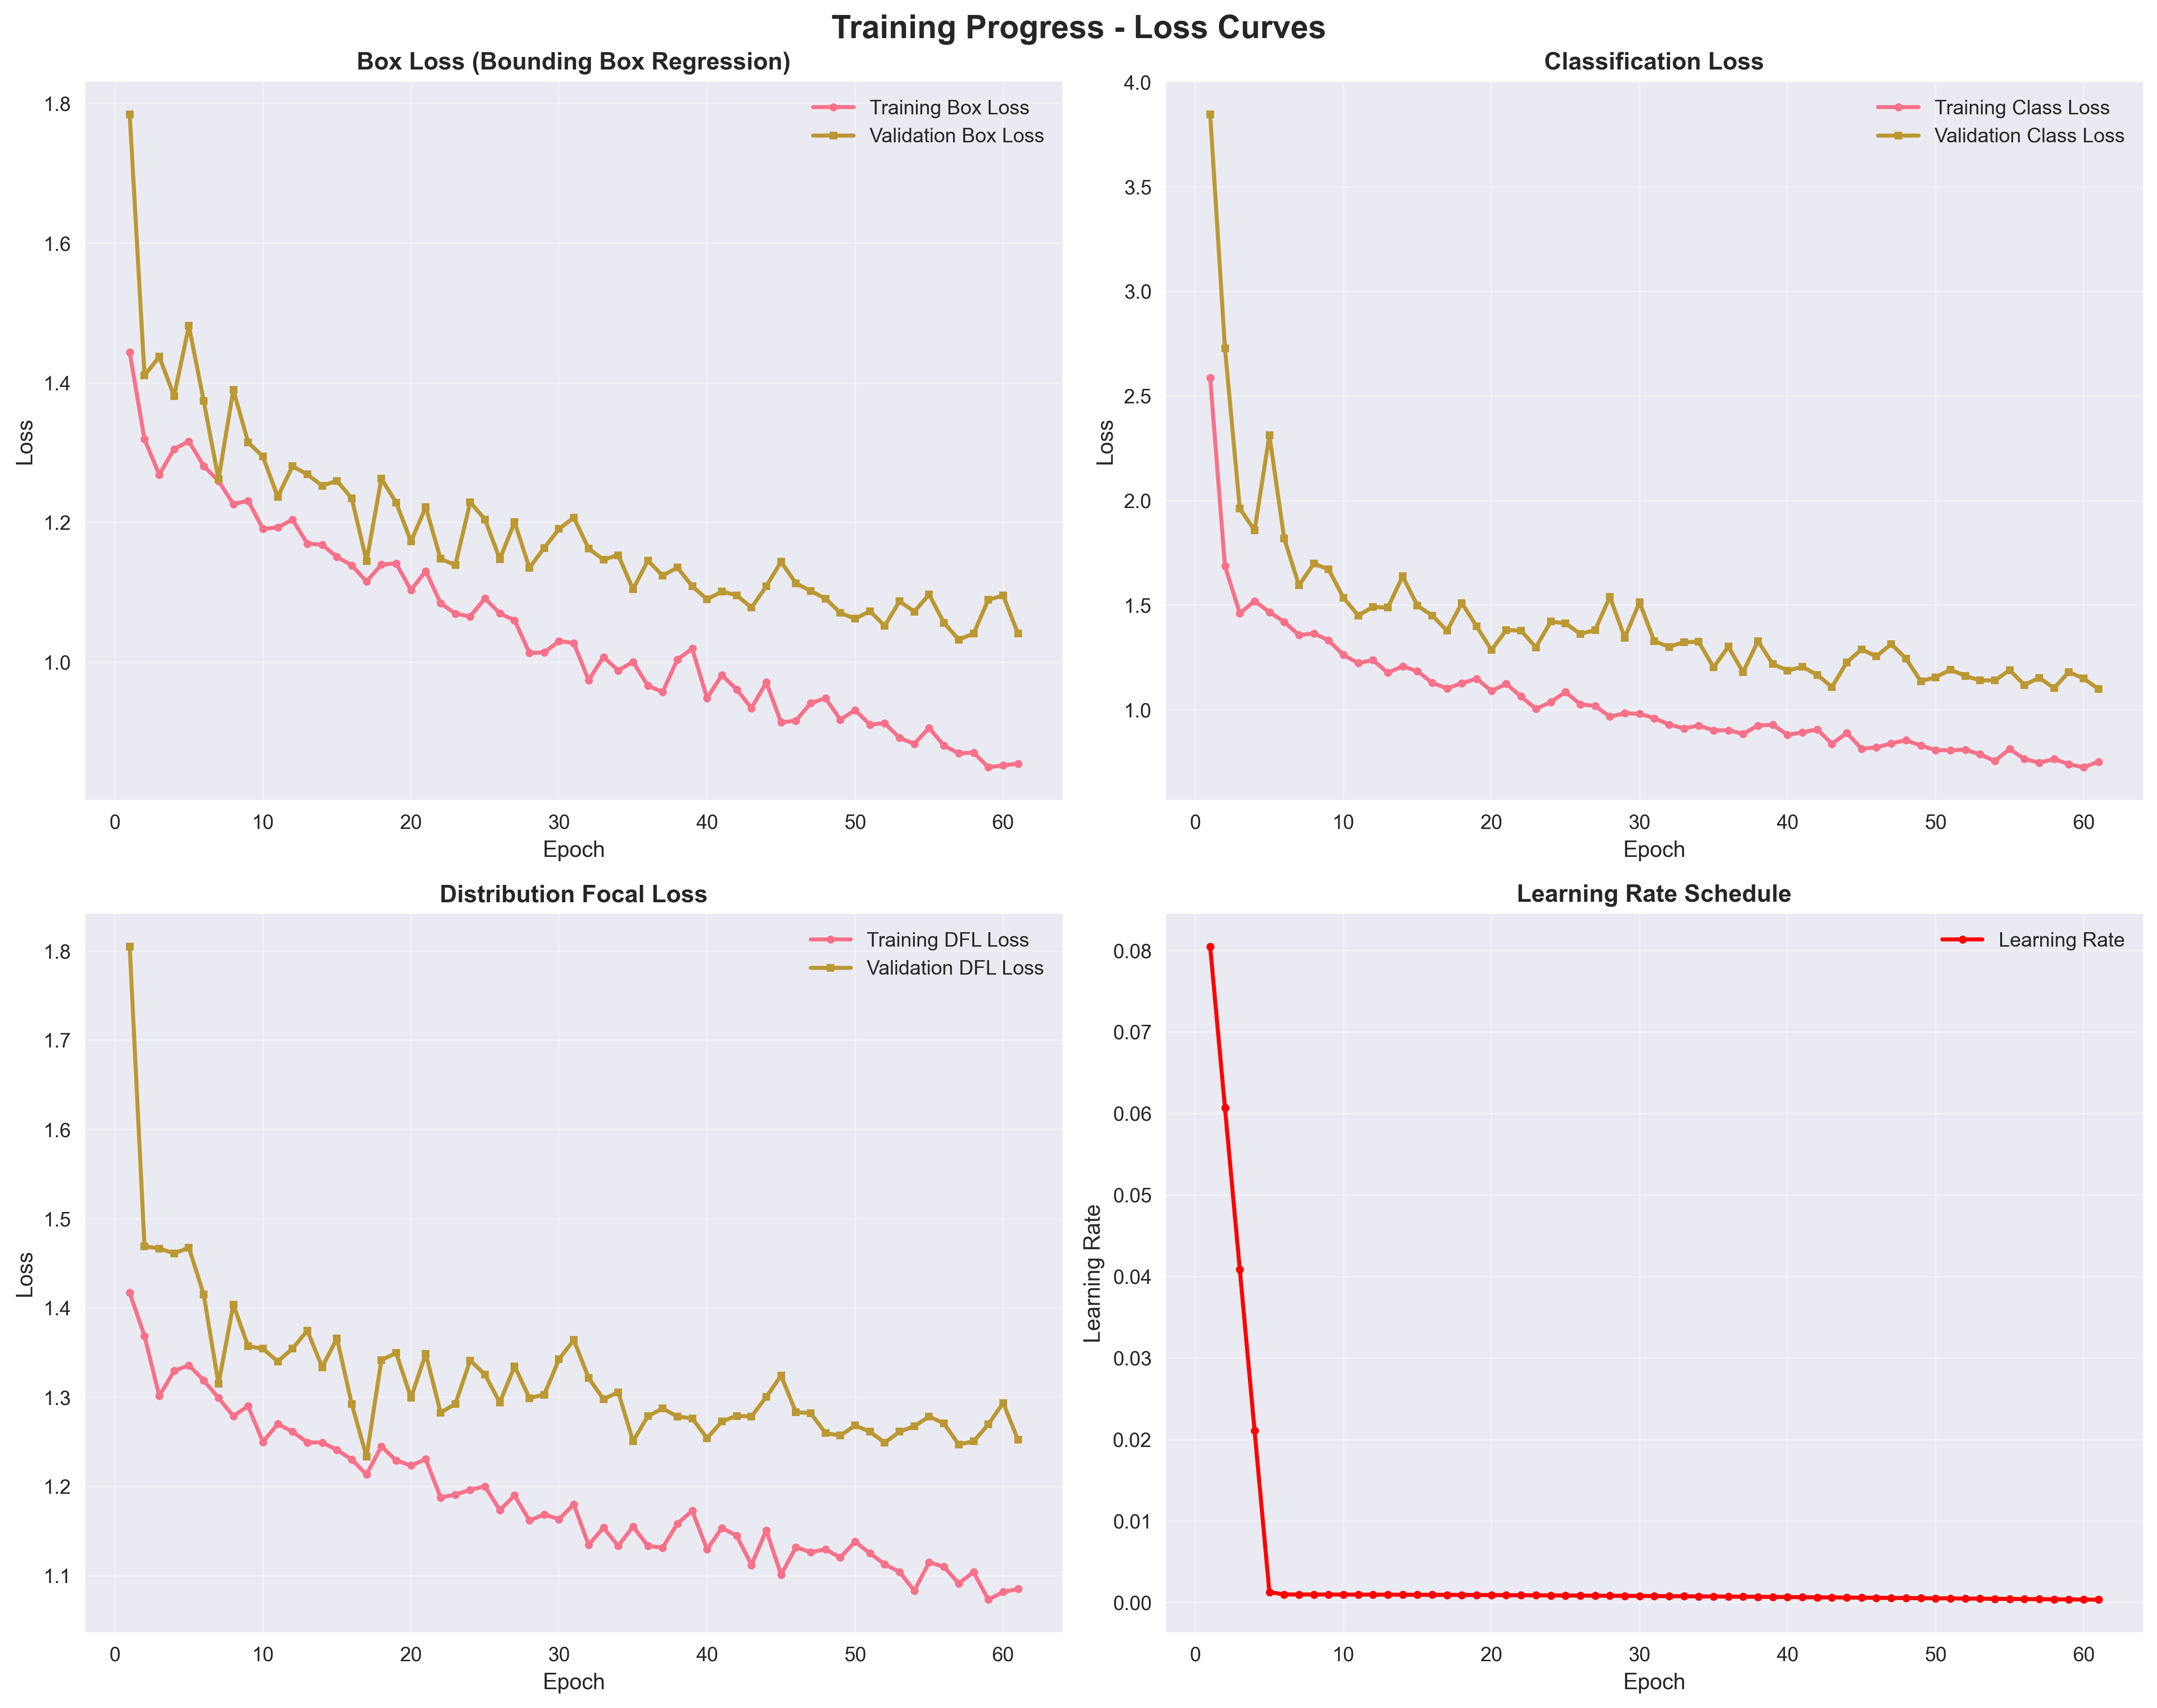 Training Progress - Loss Curves
Box Loss (Bounding Box Regression)
Training Box Loss
Validation Box Loss
1.8
1.6
1.4
1.2
1.0
Loss
0 10 20 30 40 50 60
Epoch
Classification Loss
Training Class Loss
Validation Class Loss
4.0
3.5
3.0
2.5
2.0
1.5
1.0
Loss
0 10 20 30 40 50 60
Epoch
Distribution Focal Loss
Training DFL Loss
Validation DFL Loss
1.8
1.7
1.6
1.5
1.4
1.3
1.2
1.1
Loss
0 10 20 30 40 50 60
Epoch
Learning Rate Schedule
Learning Rate
0.08
0.07
0.06
0.05
0.04
0.03
0.02
0.01
0.00
Learning Rate
0 10 20 30 40 50 60
Epoch